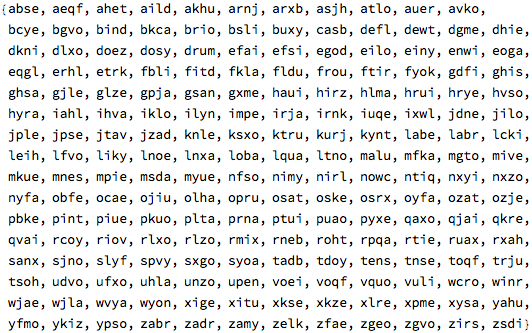 {abse, aeqf, ahet, aild, akhu, arnj, arxb, asjh, atlo, auer, avko,
bcye, bgvo, bind, bkca, brio, bsli, buxy, casb, defl, dewt, dgme, dhie,
dkni, dlxo, doez, dosy, drum, efai, efsi, egod, eilo, einy, enwi, eoga,
eqgl, erhl, etrk, fbli, fitd, fkla, fldu, frou, ftir, fyok, gdfi, ghis,
ghsa, gjle, glze, gpja, gsan, gxme, haui, hirz, hlma, hrui, hrye, hvso,
hyra, iahl, ihva, iklo, ilyn, impe, irja, irnk, iuqe, ixwl, jdne, jilo,
jple, jpse, jtav, jzad, knle, ksxo, ktru, kurj, kynt, labe, labr, lcki,
leih, lfvo, liky, lnoe, lnxa, loba, lqua, ltno, malu, mfka, mgto, mive,
mkue, mnes, mpie, msda, myue, nfso, nimy, nirl, nowc, ntiq, nxyi, nxzo,
nyfa, obfe, ocae, ojiu, olha, opru, osat, oske, osrx, oyfa, ozat, ozje,
pbke, pint, piue, pkuo, plta, prna, ptui, puao, pyxe, qaxo, qjai, qkre,
qvai, rcoy, riov, rlxo, rlzo, rmix, rneb, roht, rpqa, rtie, ruax, rxah,
sanx, sjno, slyf, spvy, sxgo, syoa, tadb, tdoy, tens, tnse, toqf, trju,
tsoh, udvo, ufxo, uhla, unzo, upen, voei, voqf, vquo, vuli, wcro, winr,
wjae, wjla, wvya, wyon, xige, xitu, xkse, xkze, xlre, xpme, xysa, yahu,
yfmo, ykiz, ypso, zabr, zadr, zamy, zelk, zfae, zgeo, zgvo, zirs, zsdi}